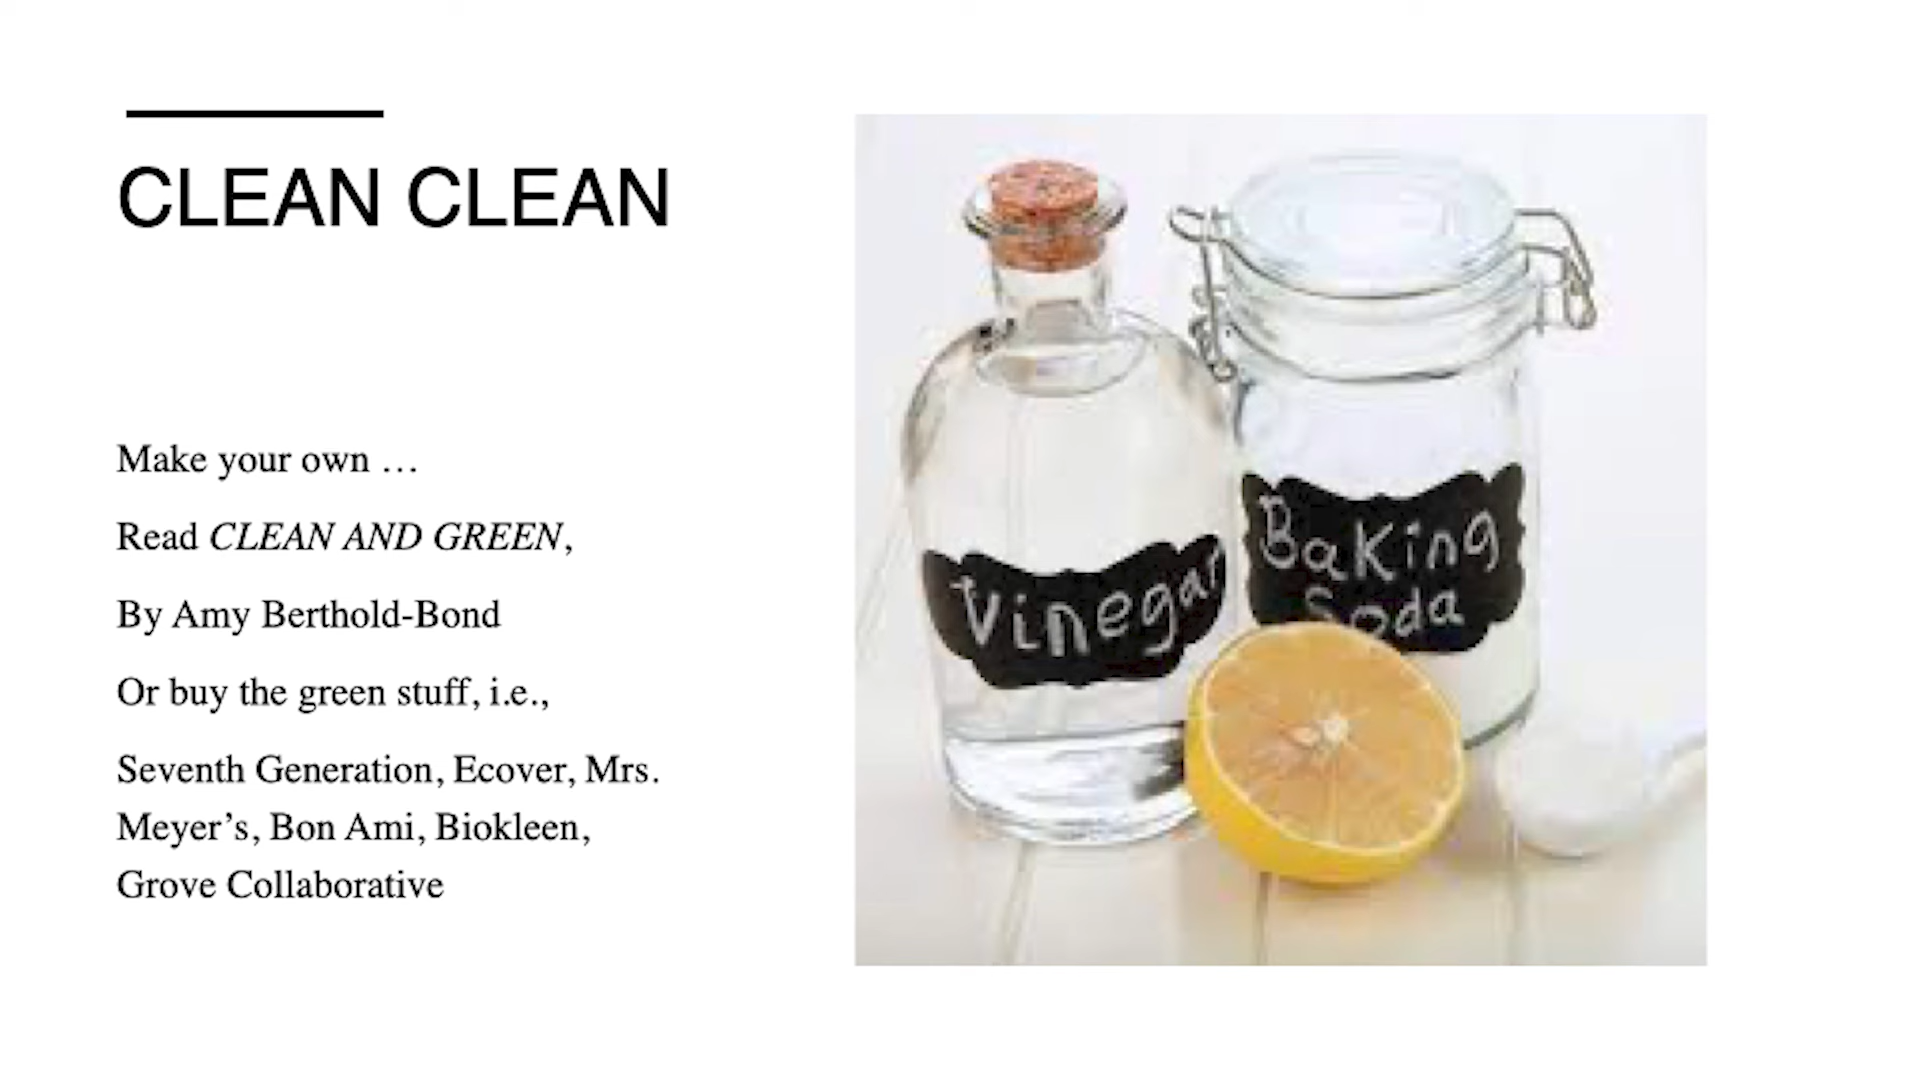 CLEAN CLEAN
Make your own …
Read CLEAN AND GREEN,
By Amy Berthold-Bond
Or buy the green stuff, i.e.,
Seventh Generation, Ecover, Mrs.
Meyer’s, Bon Ami, Biokleen,
Grove Collaborative
Vinegar
Baking
Soda